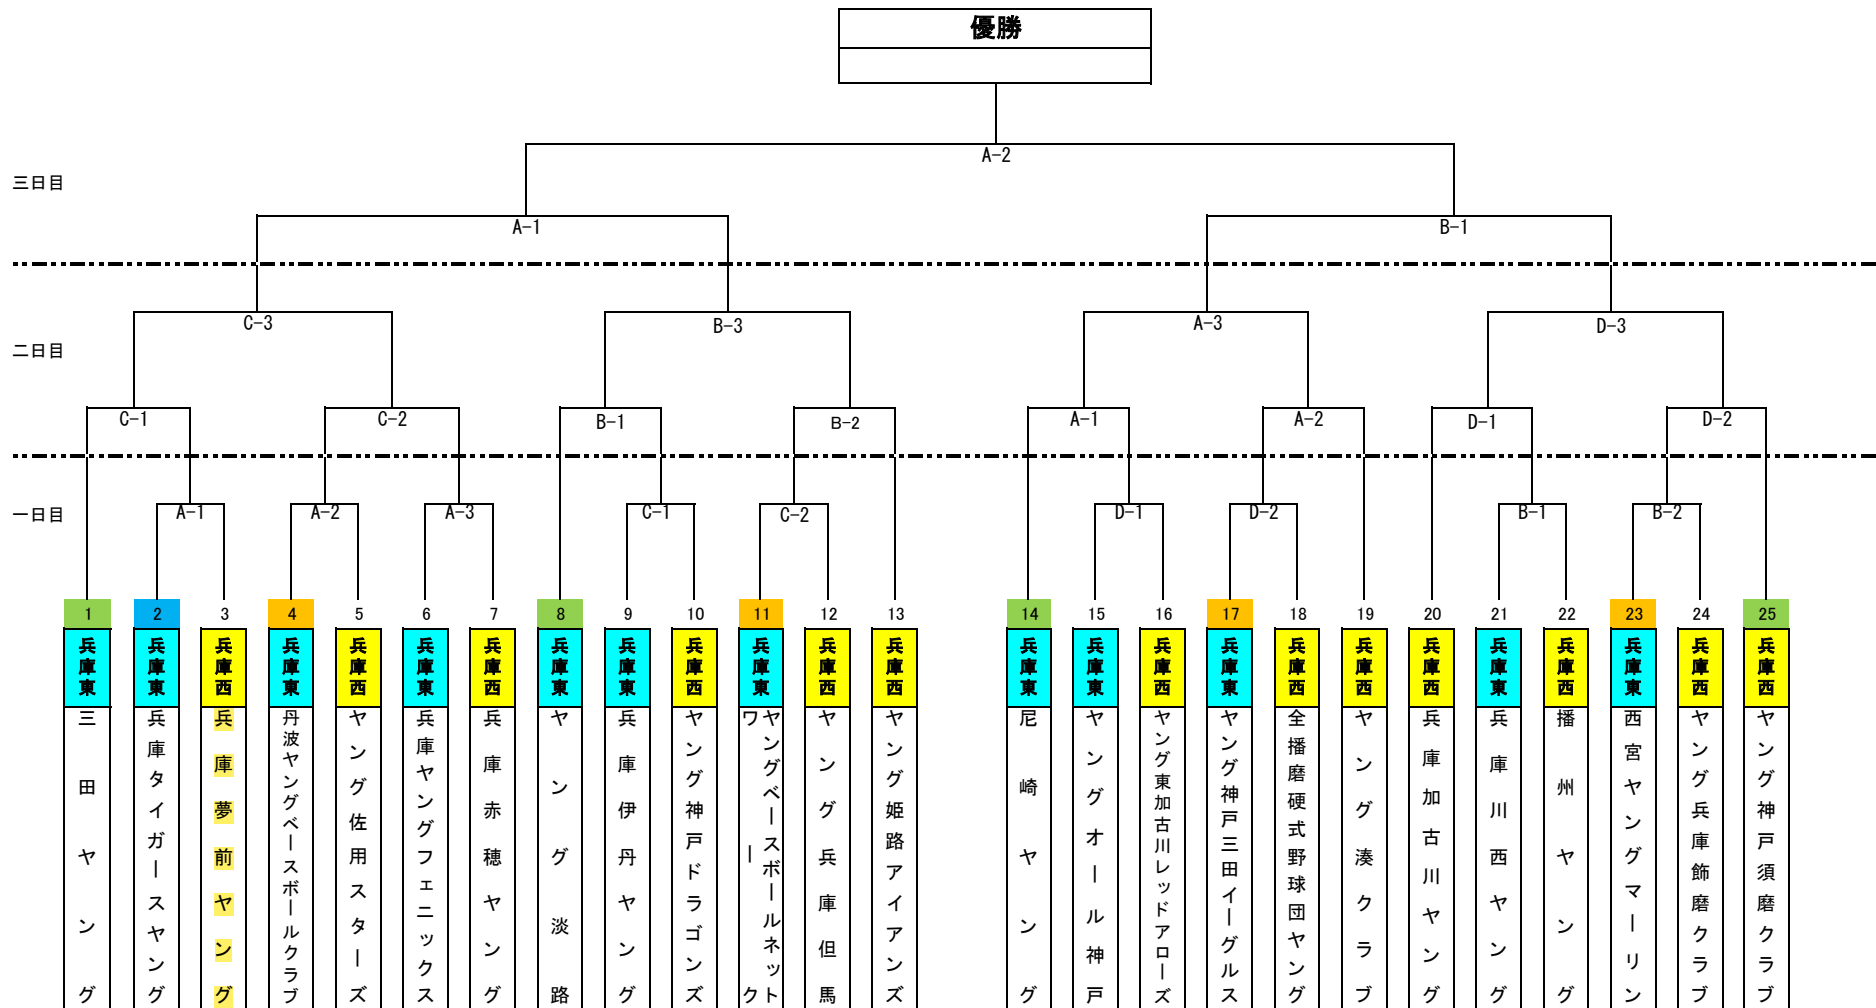 優勝
A-2
三日目
A-1
B-1
C-3
B-3
A-3
D-3
二日目
C-1
C-2
B-1
B-2
A-1
A-2
D-1
D-2
一日目
A-1
A-2
A-3
C-1
C-2
D-1
D-2
B-1
B-2
1
兵庫東
三田ヤング
2
兵庫東
兵庫タイガースヤング
3
兵庫西
兵庫夢前ヤング
4
兵庫東
丹波ヤングベースボールクラブ
5
兵庫西
ヤング佐用スターズ
6
兵庫東
兵庫ヤングフェニックス
7
兵庫西
兵庫赤穂ヤング
8
兵庫東
ヤング淡路
9
兵庫東
兵庫伊丹ヤング
10
兵庫西
ヤング神戸ドラゴンズ
11
兵庫東
ヤングベースボールネット
ワーク
12
兵庫西
ヤング兵庫但馬
13
兵庫西
ヤング姫路アイアンズ
14
兵庫東
尼崎ヤング
15
兵庫東
ヤングオール神戸
16
兵庫西
ヤング東加古川レッドアローズ
17
兵庫東
ヤング神戸三田イーグルス
18
兵庫西
全播磨硬式野球団ヤング
19
兵庫西
ヤング湊クラブ
20
兵庫西
兵庫加古川ヤング
21
兵庫東
兵庫川西ヤング
22
兵庫西
播州ヤング
23
兵庫東
西宮ヤングマーリン
24
兵庫西
ヤング兵庫飾磨クラブ
25
兵庫西
ヤング神戸須磨クラブ